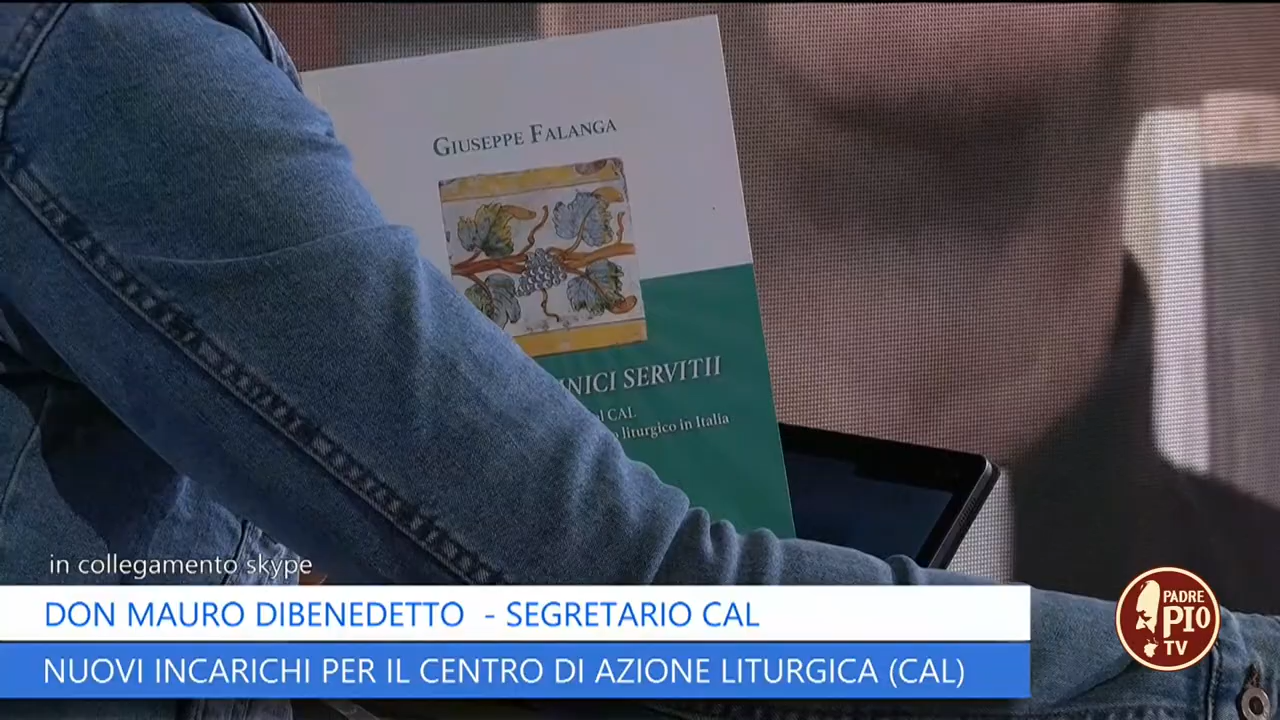 GIUSEPPE FALANGA
SERVITII
CAL
liturgico in Italia
in collegamento skype
DON MAURO DIBENEDETTO - SEGRETARIO CAL
NUOVI INCARICHI PER IL CENTRO DI AZIONE LITURGICA (CAL)
PADRE
PIO
TV